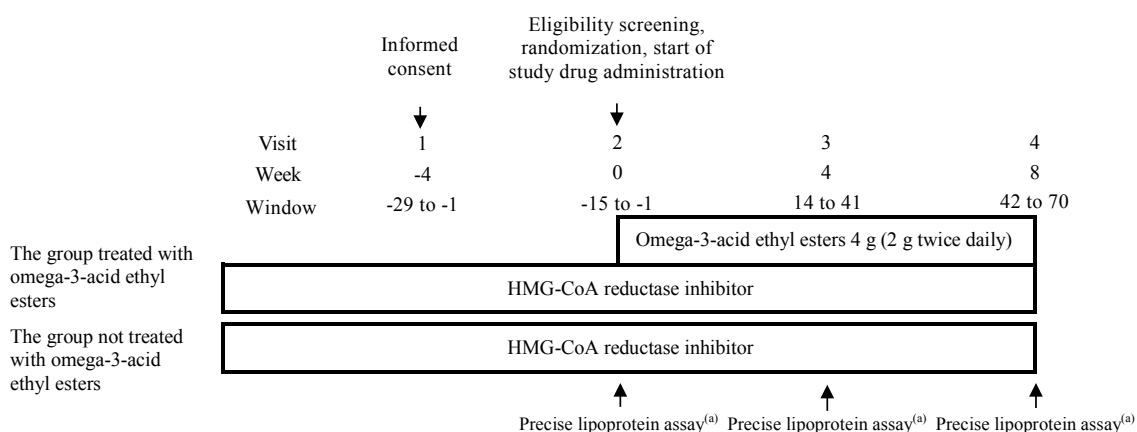 Eligibility screening,
randomization, start of
study drug administration
Informed
consent
Visit 1 2 3 4
Week -4 0 4 8
Window -29 to -1 -15 to -1 14 to 41 42 to 70
Omega-3-acid ethyl esters 4 g (2 g twice daily)
The group treated with
omega-3-acid ethyl
esters
HMG-CoA reductase inhibitor
The group not treated
with omega-3-acid
ethyl esters
HMG-CoA reductase inhibitor
Precise lipoprotein assay(a) Precise lipoprotein assay(a) Precise lipoprotein assay(a)